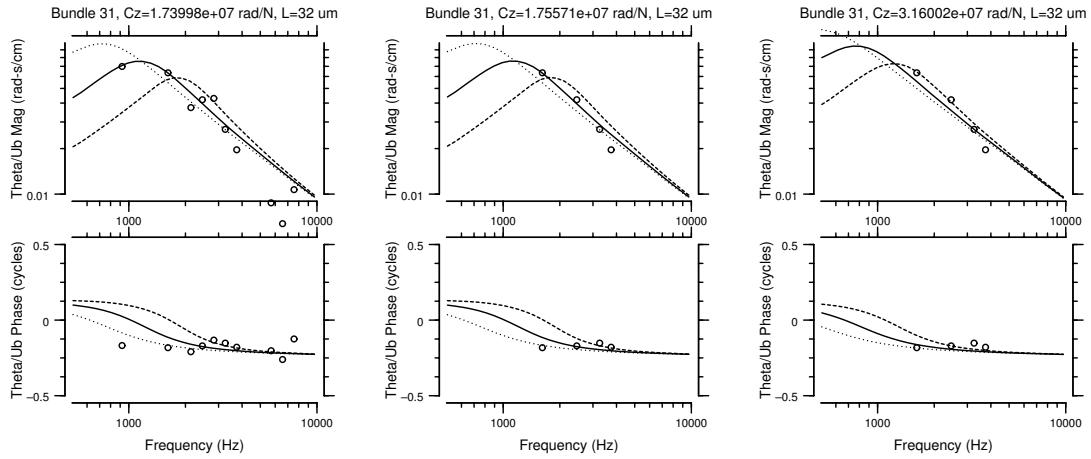 Bundle 31, Cz=1.73998e+07 rad/N, L=32 um
Theta/Ub Mag (rad-s/cm)
0.01
1000
10000
Theta/Ub Phase (cycles)
0.5
0
−0.5
1000
10000
Frequency (Hz)
Bundle 31, Cz=1.75571e+07 rad/N, L=32 um
Theta/Ub Mag (rad-s/cm)
0.01
1000
10000
Theta/Ub Phase (cycles)
0.5
0
−0.5
1000
10000
Frequency (Hz)
Bundle 31, Cz=3.16002e+07 rad/N, L=32 um
Theta/Ub Mag (rad-s/cm)
0.01
1000
10000
Theta/Ub Phase (cycles)
0.5
0
−0.5
1000
10000
Frequency (Hz)